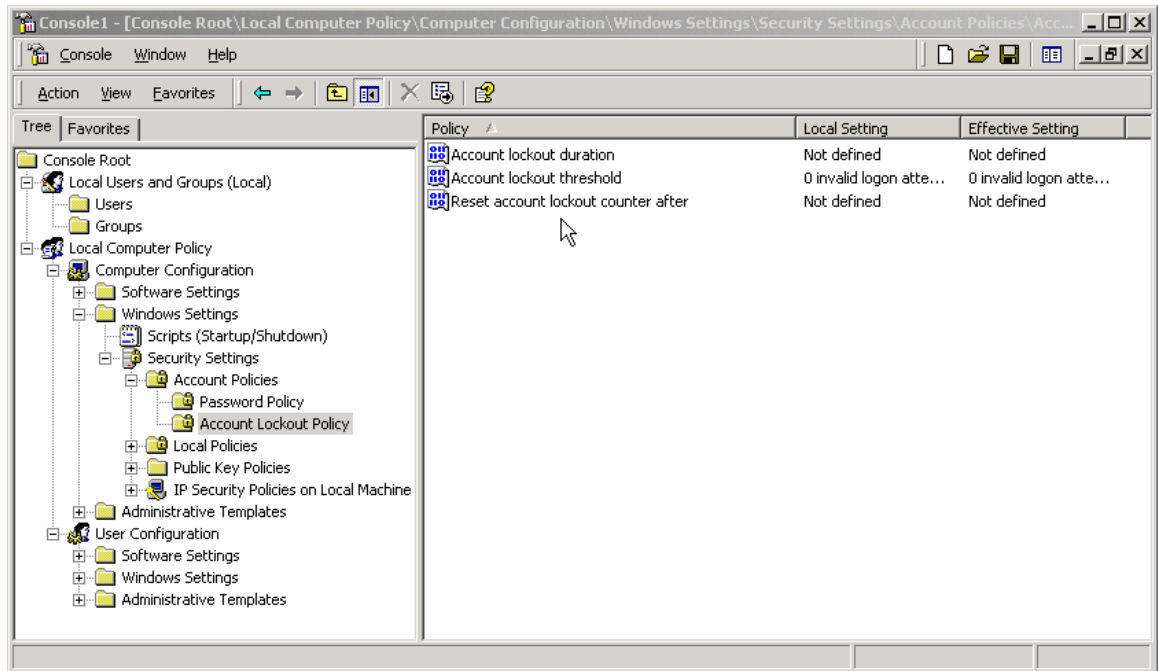 Console1 - [Console Root\Local Computer Policy\Computer Configuration\Windows Settings\Security Settings\Account Policies\Acc...
Console Window Help
Action View Favorites
Tree Favorites
Console Root
Local Users and Groups (Local)
Users
Groups
Local Computer Policy
Computer Configuration
Software Settings
Windows Settings
Scripts (Startup/Shutdown)
Security Settings
Account Policies
Password Policy
Account Lockout Policy
Local Policies
Public Key Policies
IP Security Policies on Local Machine
Administrative Templates
User Configuration
Software Settings
Windows Settings
Administrative Templates
Policy Local Setting Effective Setting
Account lockout duration Not defined Not defined
Account lockout threshold 0 invalid logon atte... 0 invalid logon atte...
Reset account lockout counter after Not defined Not defined